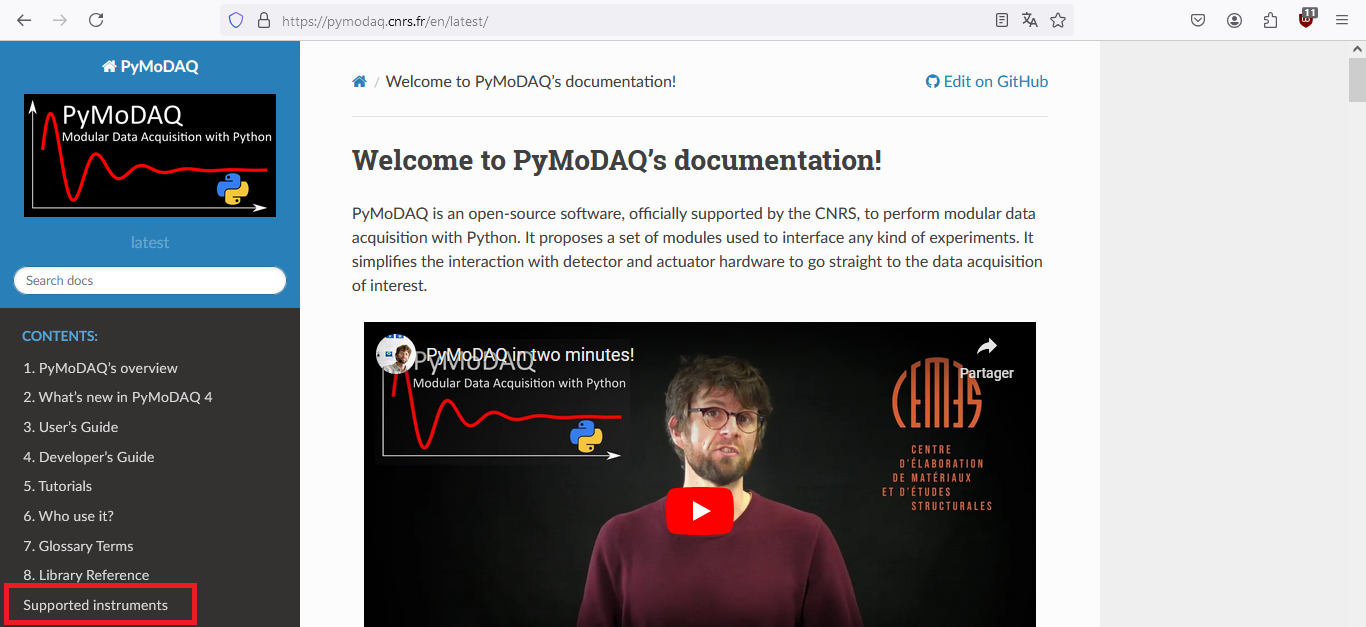 https://pymodaq.cnrs.fr/en/latest/
11
PyMoDAQ
PyMoDAQ
Modular Data Acquisition with Python
latest
Search docs
CONTENTS:
1. PyMoDAQ's overview
2. What's new in PyMoDAQ 4
3. User's Guide
4. Developer's Guide
5. Tutorials
6. Who use it?
7. Glossary Terms
8. Library Reference
Supported instruments
/ Welcome to PyMoDAQ's documentation!
Edit on GitHub
Welcome to PyMoDAQ's documentation!
PyMoDAQ is an open-source software, officially supported by the CNRS, to perform modular data
acquisition with Python. It proposes a set of modules used to interface any kind of experiments. It
simplifies the interaction with detector and actuator hardware to go straight to the data acquisition
of interest.
PyMoDAQ in two minutes!
PyMoDAQ
Modular Data Acquisition with Python
Partager
CEMES
CENTRE
D'ÉLABORATION
DE MATÉRIAUX
ET D'ÉTUDES
STRUCTURALES